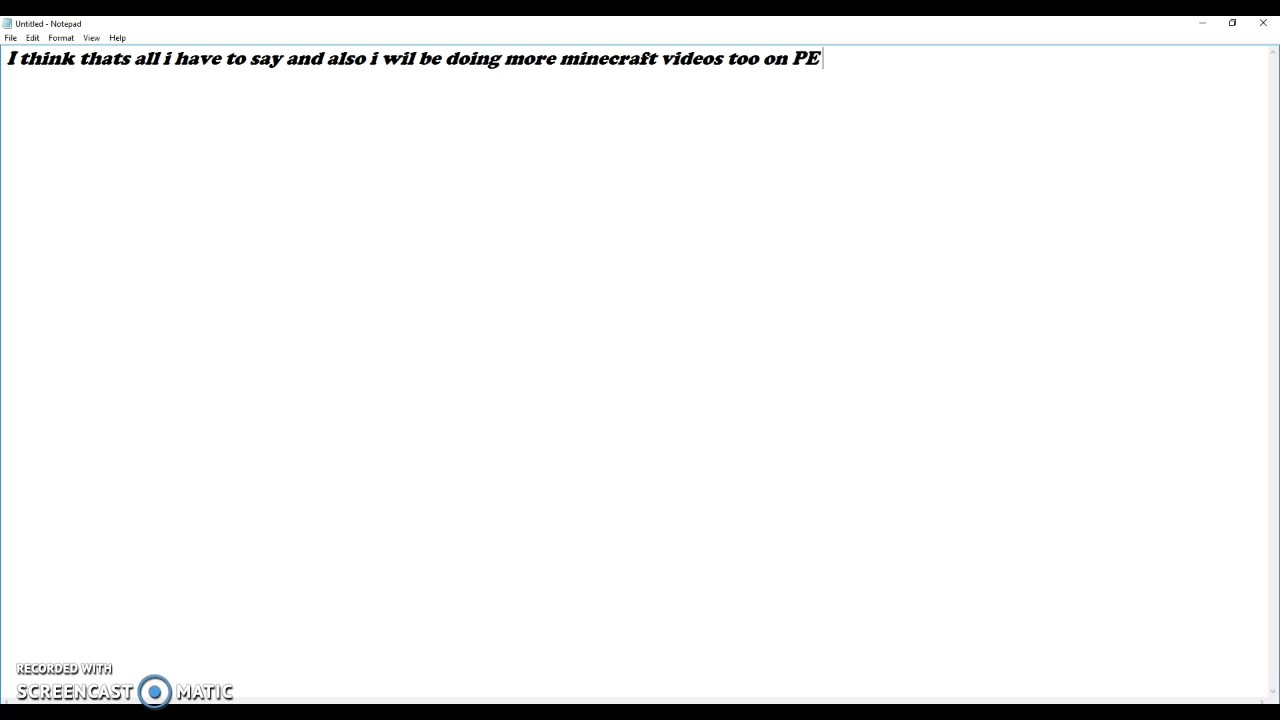 Untitled - Notepad
File Edit Format View Help
I think thats all i have to say and also i wil be doing more minecraft videos too on PE
RECORDED WITH
SCREENCAST MATIC